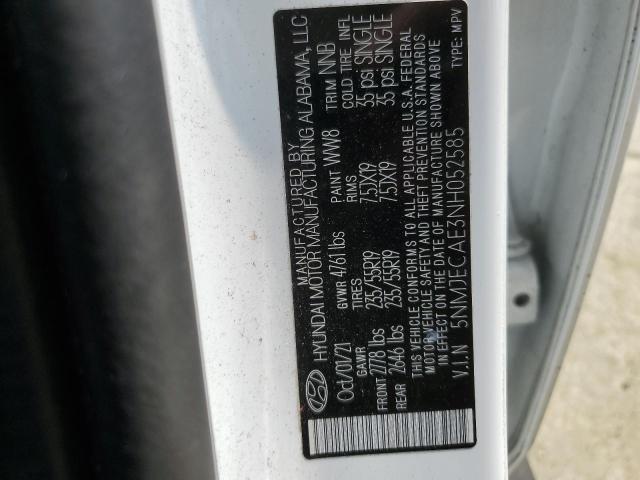 MANUFACTURED BY
HYUNDAI MOTOR MANUFACTURING ALABAMA, LLC
Oct/07/21 GVWR 4761 lbs PAINT WW8 TRIM NNB
GAWR TIRES RIMS COLD TIRE INFL
FRONT 2778 lbs 235/55R19 7.5JX19 35 psi SINGLE
REAR 2646 lbs 235/55R19 7.5JX19 35 psi SINGLE
THIS VEHICLE CONFORMS TO ALL APPLICABLE U.S.A. FEDERAL
MOTOR VEHICLE SAFETY AND THEFT PREVENTION STANDARDS
IN EFFECT ON THE DATE OF MANUFACTURE SHOWN ABOVE
V.I.N 5NMJECAE3NH052585 TYPE: MPV